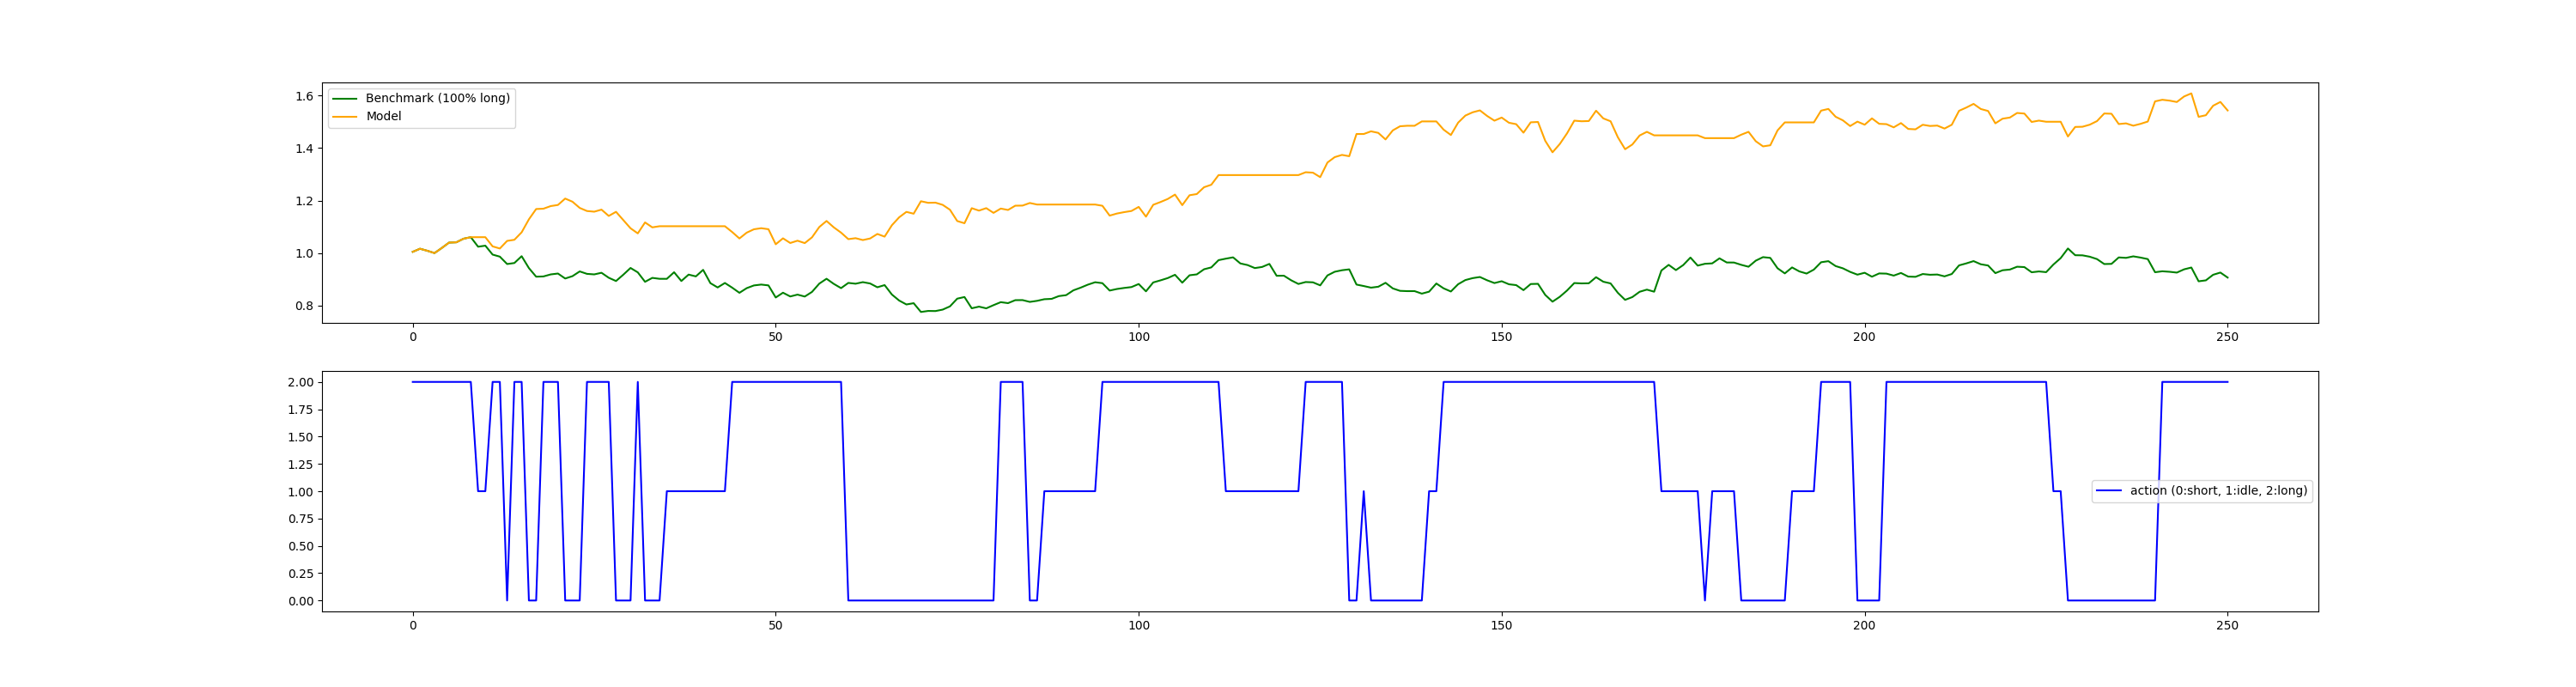 1.6
1.4
1.2
1.0
0.8
Benchmark (100% long)
Model
0 50 100 150 200 250
2.00
1.75
1.50
1.25
1.00
0.75
0.50
0.25
0.00
action (0:short, 1:idle, 2:long)
0 50 100 150 200 250